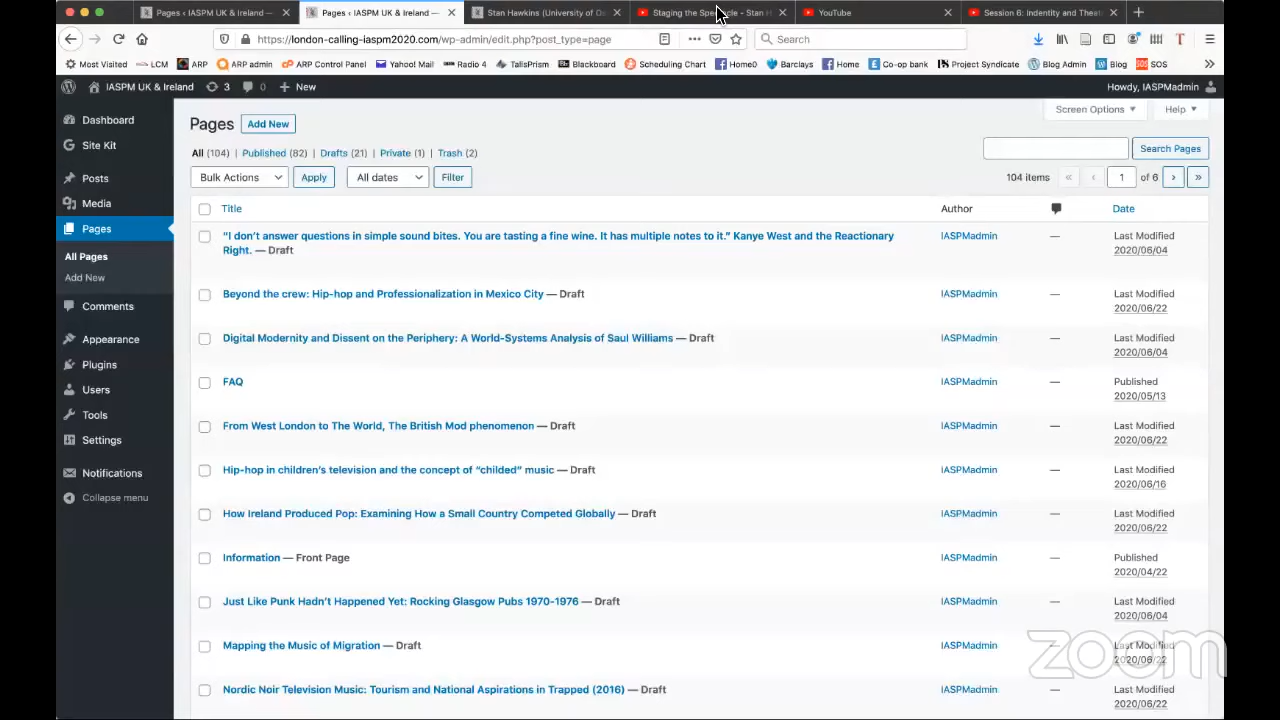 Pages ‹ IASPM UK & Ireland —
Pages ‹ IASPM UK & Ireland —
Stan Hawkins (University of Os
Staging the Spectacle - Stan H
YouTube
Session 6: Indentity and Theat
https://london-calling-iaspm2020.com/wp-admin/edit.php?post_type=page
Search
Most Visited
LCM
ARP
ARP admin
ARP Control Panel
Yahoo! Mail
Radio 4
TalisPrism
Blackboard
Scheduling Chart
Home0
Barclays
Home
Co-op bank
Project Syndicate
Blog Admin
Blog
SOS
IASPM UK & Ireland
3
0
New
Howdy, IASPMadmin
Dashboard
Site Kit
Posts
Media
Pages
All Pages
Add New
Comments
Appearance
Plugins
Users
Tools
Settings
Notifications
Collapse menu
Screen Options
Help
Pages
Add New
All (104) | Published (82) | Drafts (21) | Private (1) | Trash (2)
Search Pages
Bulk Actions
Apply
All dates
Filter
104 items « ‹ 1 of 6 › »
Title
Author
Date
“I don’t answer questions in simple sound bites. You are tasting a fine wine. It has multiple notes to it.” Kanye West and the Reactionary
Right. — Draft
IASPMadmin
—
Last Modified
2020/06/04
Beyond the crew: Hip-hop and Professionalization in Mexico City — Draft
IASPMadmin
—
Last Modified
2020/06/22
Digital Modernity and Dissent on the Periphery: A World-Systems Analysis of Saul Williams — Draft
IASPMadmin
—
Last Modified
2020/06/04
FAQ
IASPMadmin
—
Published
2020/05/13
From West London to The World, The British Mod phenomenon — Draft
IASPMadmin
—
Last Modified
2020/06/22
Hip-hop in children’s television and the concept of “childed” music — Draft
IASPMadmin
—
Last Modified
2020/06/16
How Ireland Produced Pop: Examining How a Small Country Competed Globally — Draft
IASPMadmin
—
Last Modified
2020/06/22
Information — Front Page
IASPMadmin
—
Published
2020/04/22
Just Like Punk Hadn’t Happened Yet: Rocking Glasgow Pubs 1970-1976 — Draft
IASPMadmin
—
Last Modified
2020/06/04
Mapping the Music of Migration — Draft
IASPMadmin
—
Last Modified
2020/06/22
zoom
Nordic Noir Television Music: Tourism and National Aspirations in Trapped (2016) — Draft
IASPMadmin
—
Last Modified
2020/06/22